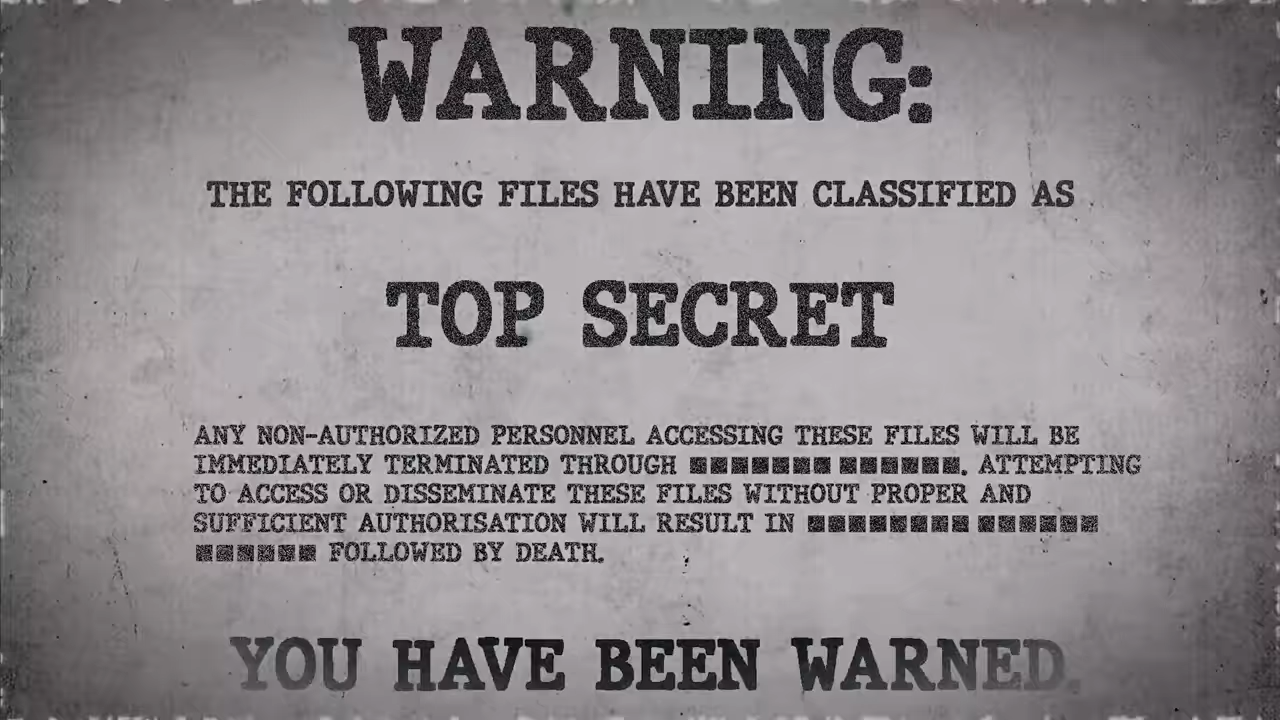 WARNING:
THE FOLLOWING FILES HAVE BEEN CLASSIFIED AS
TOP SECRET
ANY NON-AUTHORIZED PERSONNEL ACCESSING THESE FILES WILL BE
IMMEDIATELY TERMINATED THROUGH ■■■■■■■ ■■■■■■. ATTEMPTING
TO ACCESS OR DISSEMINATE THESE FILES WITHOUT PROPER AND
SUFFICIENT AUTHORISATION WILL RESULT IN ■■■■■■■■ ■■■■■■
■■■■■■ FOLLOWED BY DEATH.
YOU HAVE BEEN WARNED.